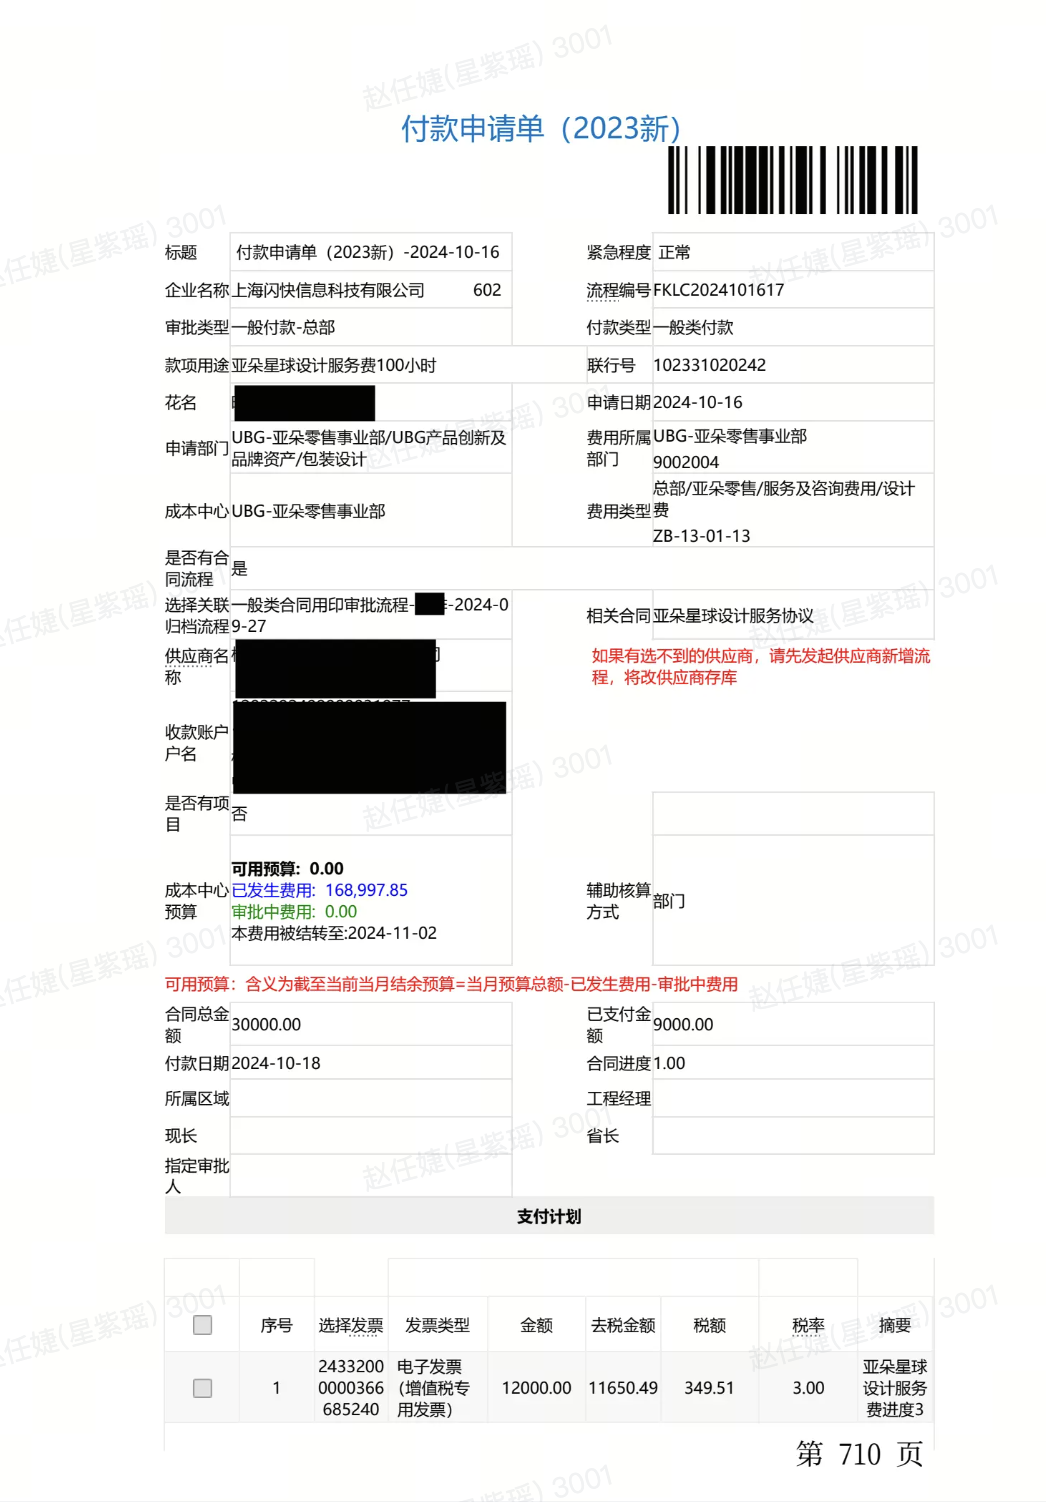 赵任婕(星紫瑶) 3001
付款申请单（2023新）
标题 付款申请单（2023新）-2024-10-16 紧急程度 正常
企业名称 上海闪快信息科技有限公司 602 流程编号 FKLC2024101617
审批类型 一般付款-总部 付款类型 一般类付款
款项用途 亚朵星球设计服务费100小时 联行号 102331020242
花名 申请日期 2024-10-16
申请部门 UBG-亚朵零售事业部/UBG产品创新及
品牌资产/包装设计
费用所属
部门
UBG-亚朵零售事业部
9002004
成本中心 UBG-亚朵零售事业部
费用类型
总部/亚朵零售/服务及咨询费用/设计
费
ZB-13-01-13
是否有合
同流程
是
选择关联
归档流程
一般类合同用印审批流程-
-2024-0
9-27
相关合同 亚朵星球设计服务协议
供应商名
称
如果有选不到的供应商，请先发起供应商新增流
程，将改供应商存库
收款账户
户名
是否有项
目
否
成本中心
预算
可用预算: 0.00
已发生费用: 168,997.85
审批中费用: 0.00
本费用被结转至:2024-11-02
辅助核算
方式
部门
可用预算：含义为截至当前当月结余预算=当月预算总额-已发生费用-审批中费用
合同总金
额
30000.00
已支付金
额
9000.00
付款日期 2024-10-18 合同进度 1.00
所属区域 工程经理
现长 省长
指定审批
人
支付计划
序号 选择发票 发票类型 金额 去税金额 税额 税率 摘要
1
2433200
0000366
685240
电子发票
（增值税专
用发票）
12000.00 11650.49 349.51 3.00
亚朵星球
设计服务
费进度3
第 710 页